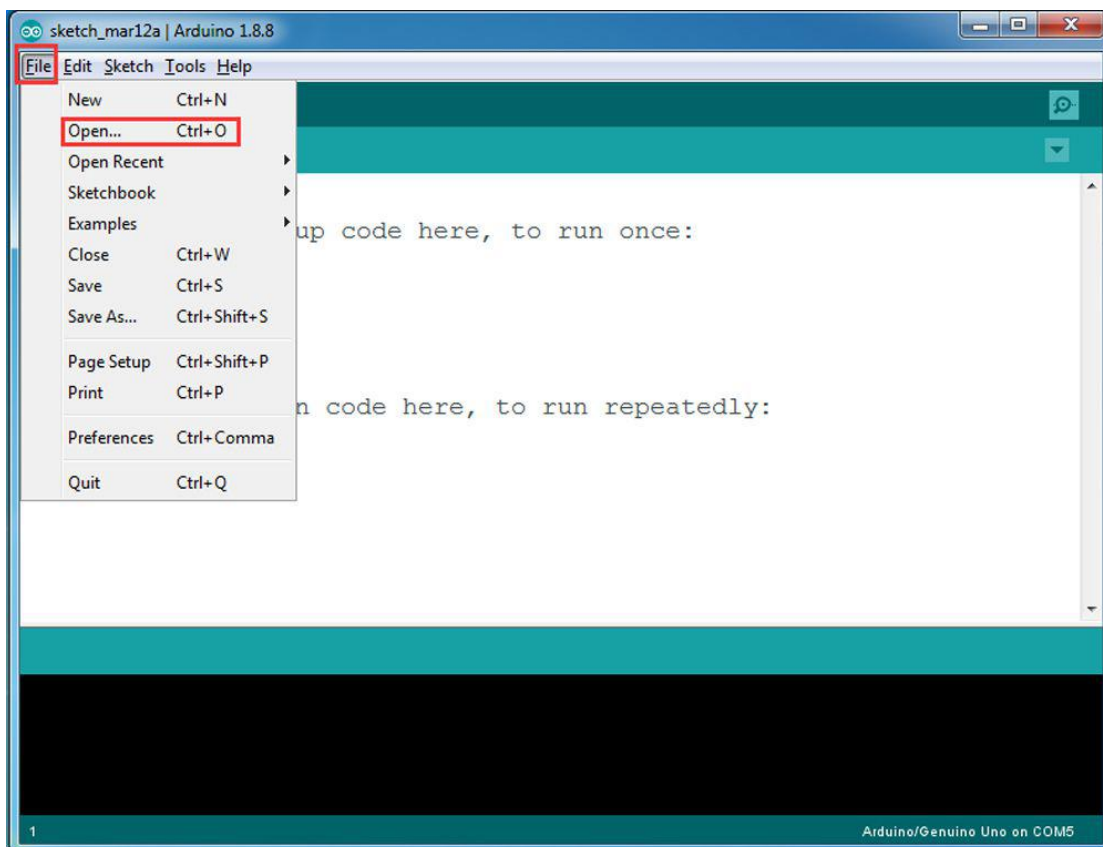 sketch_mar12a | Arduino 1.8.8
File Edit Sketch Tools Help
New Ctrl+N
Open... Ctrl+O
Open Recent
Sketchbook
Examples
Close Ctrl+W
Save Ctrl+S
Save As... Ctrl+Shift+S
Page Setup Ctrl+Shift+P
Print Ctrl+P
Preferences Ctrl+Comma
Quit Ctrl+Q
up code here, to run once:
n code here, to run repeatedly:
1 Arduino/Genuino Uno on COM5